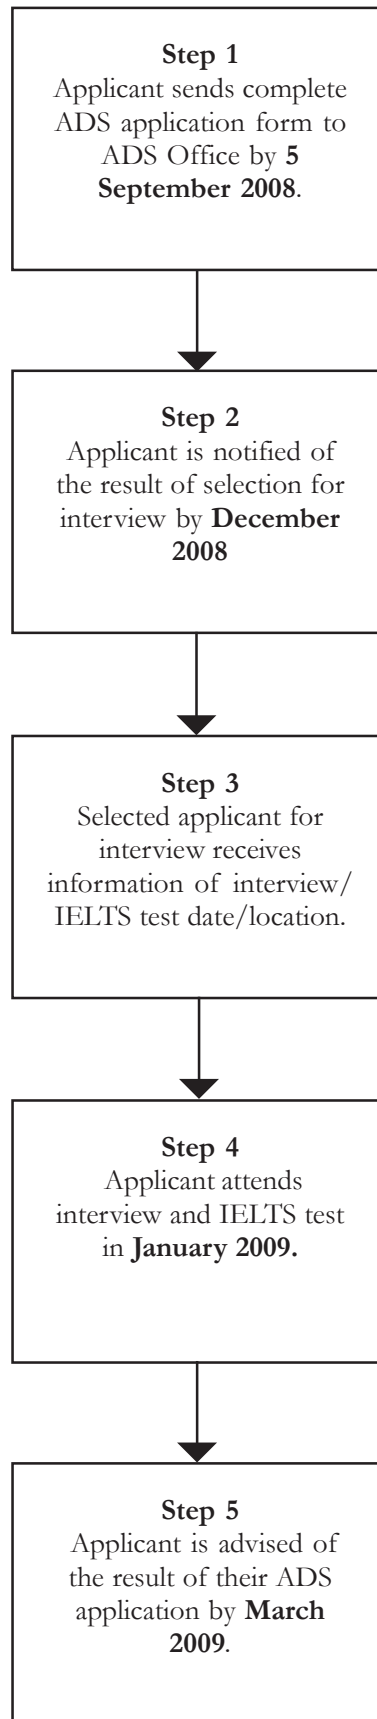 Step 1
Applicant sends complete
ADS application form to
ADS Office by 5
September 2008.
Step 2
Applicant is notified of
the result of selection for
interview by December
2008
Step 3
Selected applicant for
interview receives
information of interview/
IELTS test date/location.
Step 4
Applicant attends
interview and IELTS test
in January 2009.
Step 5
Applicant is advised of
the result of their ADS
application by March
2009.